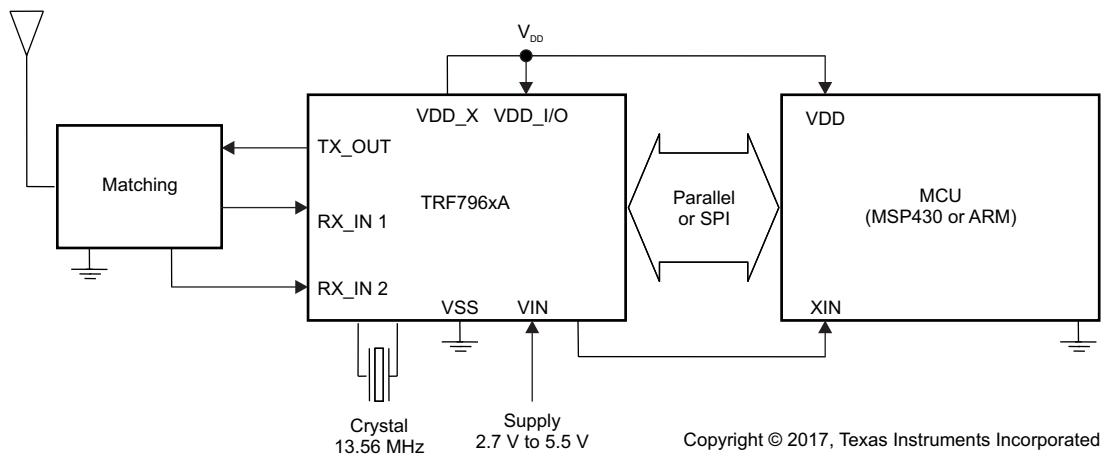 VDD
VDD_X VDD_I/O
VDD
TX_OUT
Matching
TRF796xA
Parallel
or SPI
MCU
(MSP430 or ARM)
RX_IN 1
RX_IN 2
VSS
VIN
XIN
Crystal
13.56 MHz
Supply
2.7 V to 5.5 V
Copyright © 2017, Texas Instruments Incorporated